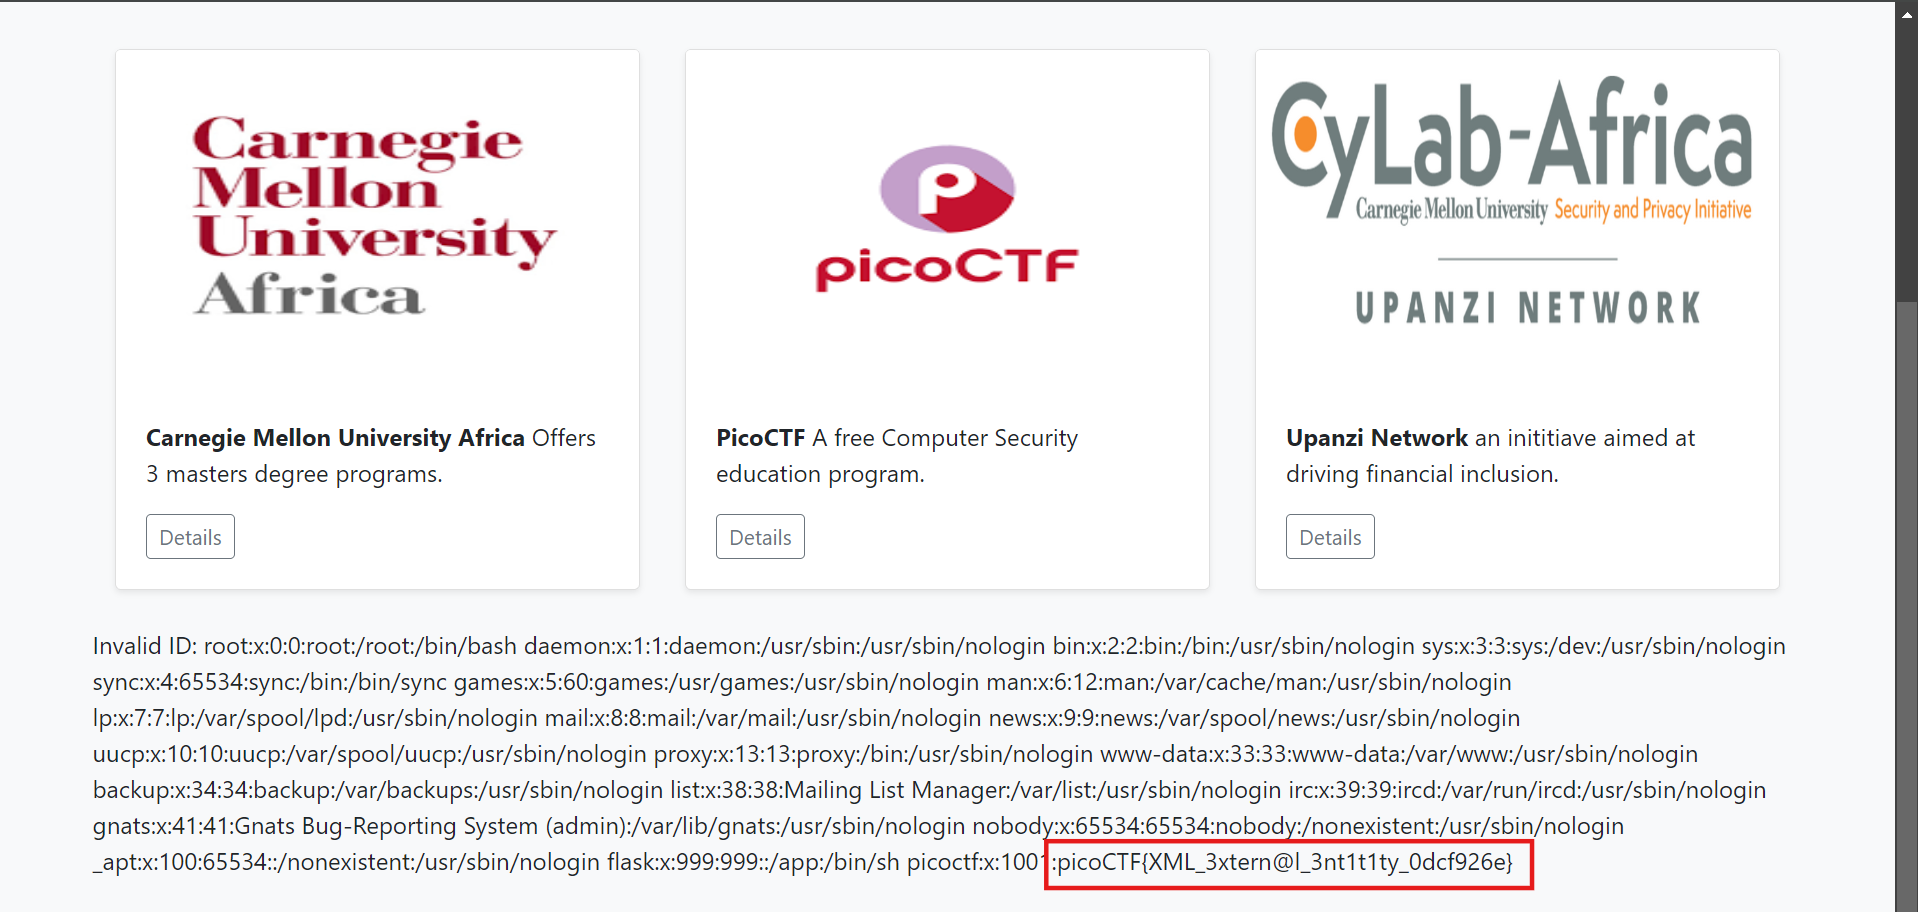 Carnegie
Mellon
University
Africa
picoCTF
CyLab-Africa
Carnegie Mellon University Security and Privacy Initiative
UPANZI NETWORK
Carnegie Mellon University Africa Offers
3 masters degree programs.
Details
PicoCTF A free Computer Security
education program.
Details
Upanzi Network an inititiave aimed at
driving financial inclusion.
Details
Invalid ID: root:x:0:0:root:/root:/bin/bash daemon:x:1:1:daemon:/usr/sbin:/usr/sbin/nologin bin:x:2:2:bin:/bin:/usr/sbin/nologin sys:x:3:3:sys:/dev:/usr/sbin/nologin
sync:x:4:65534:sync:/bin:/bin/sync games:x:5:60:games:/usr/games:/usr/sbin/nologin man:x:6:12:man:/var/cache/man:/usr/sbin/nologin
lp:x:7:7:lp:/var/spool/lpd:/usr/sbin/nologin mail:x:8:8:mail:/var/mail:/usr/sbin/nologin news:x:9:9:news:/var/spool/news:/usr/sbin/nologin
uucp:x:10:10:uucp:/var/spool/uucp:/usr/sbin/nologin proxy:x:13:13:proxy:/bin:/usr/sbin/nologin www-data:x:33:33:www-data:/var/www:/usr/sbin/nologin
backup:x:34:34:backup:/var/backups:/usr/sbin/nologin list:x:38:38:Mailing List Manager:/var/list:/usr/sbin/nologin irc:x:39:39:ircd:/var/run/ircd:/usr/sbin/nologin
gnats:x:41:41:Gnats Bug-Reporting System (admin):/var/lib/gnats:/usr/sbin/nologin nobody:x:65534:65534:nobody:/nonexistent:/usr/sbin/nologin
_apt:x:100:65534::/nonexistent:/usr/sbin/nologin flask:x:999:999::/app:/bin/sh picoctf:x:1001:picoCTF{XML_3xtern@l_3nt1t1ty_0dcf926e}